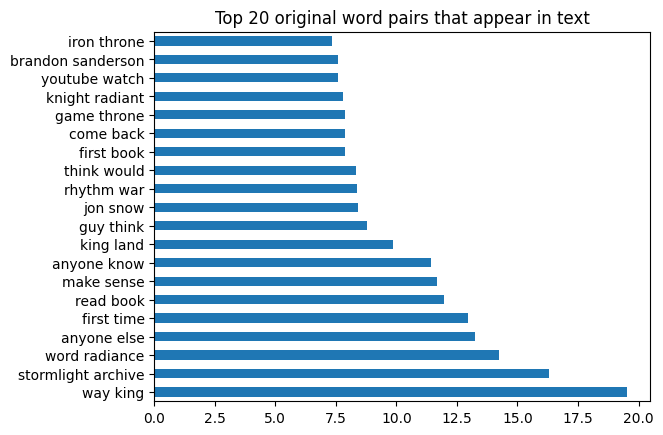 Top 20 original word pairs that appear in text
iron throne
brandon sanderson
youtube watch
knight radiant
game throne
come back
first book
think would
rhythm war
jon snow
guy think
king land
anyone know
make sense
read book
first time
anyone else
word radiance
stormlight archive
way king
0.0 2.5 5.0 7.5 10.0 12.5 15.0 17.5 20.0